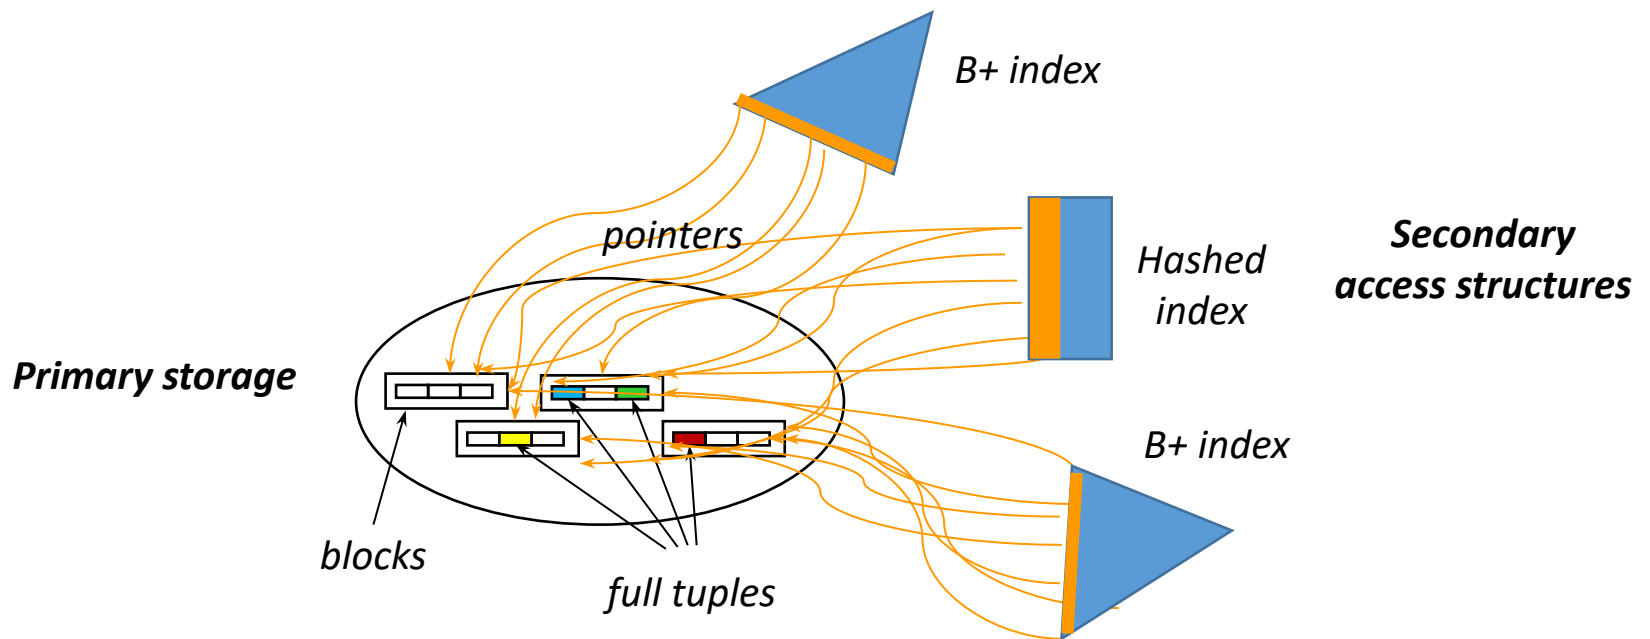 B+ index
pointers
Secondary
access structures
Hashed
index
Primary storage
B+ index
blocks
full tuples